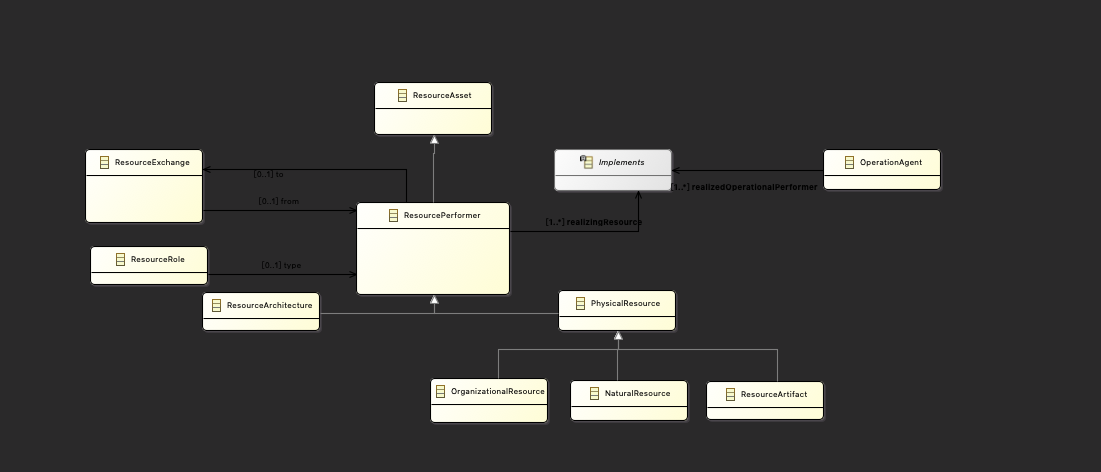 ResourceAsset
ResourceExchange
Implements
OperationAgent
[0..1] to
[1..*] realizedOperationalPerformer
[0..1] from
ResourcePerformer
[1..*] realizingResource
ResourceRole
[0..1] type
ResourceArchitecture
PhysicalResource
OrganizationalResource
NaturalResource
ResourceArtifact